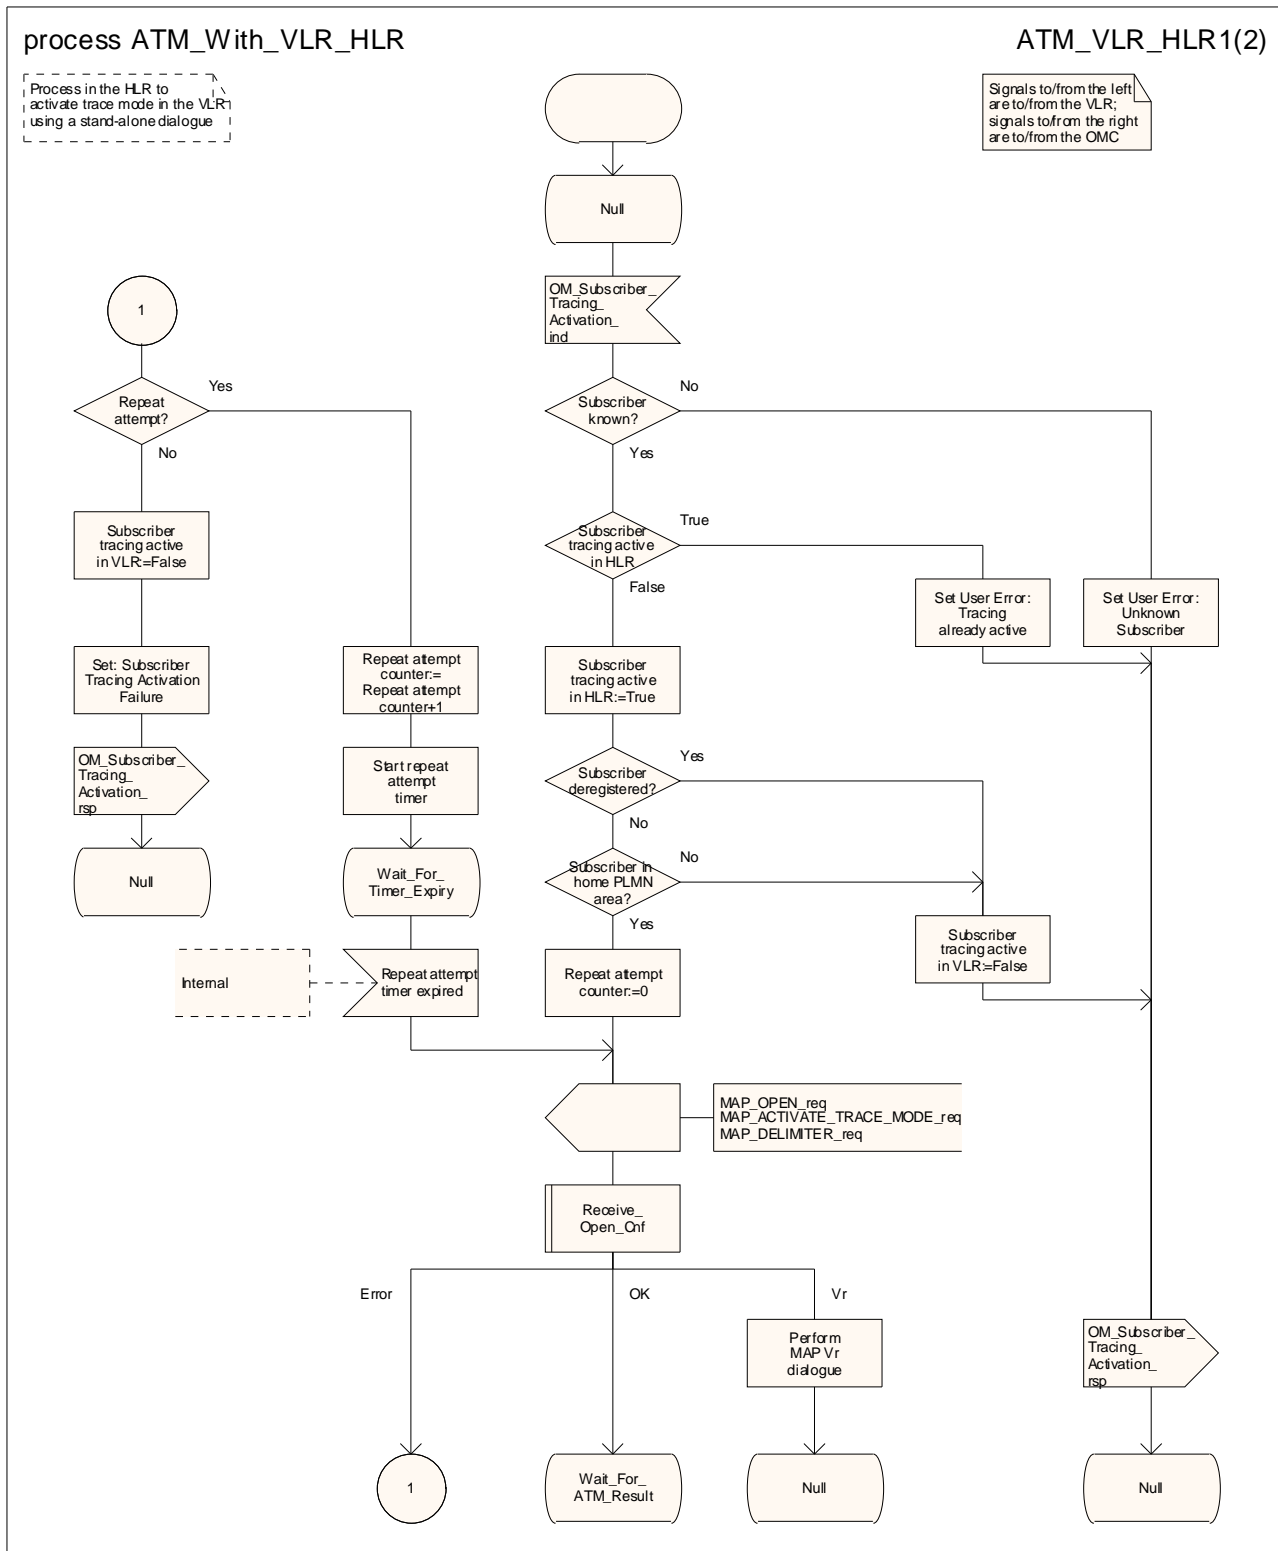 process ATM_With_VLR_HLR
ATM_VLR_HLR1(2)
Process in the HLR to
activate trace mode in the VLR
using a stand-alone dialogue
Signals to/from the left
are to/from the VLR;
signals to/from the right
are to/from the OMC
Null
OM_Subscriber_
Tracing_
Activation_
ind
1
Repeat
attempt?
Yes
No
Subscriber
known?
No
Yes
Subscriber
tracing active
in VLR:=False
Subscriber
tracing active
in HLR
True
False
Set User Error:
Tracing
already active
Set User Error:
Unknown
Subscriber
Set: Subscriber
Tracing Activation
Failure
Repeat attempt
counter:=
Repeat attempt
counter+1
Subscriber
tracing active
in HLR:=True
OM_Subscriber_
Tracing_
Activation_
rsp
Start repeat
attempt
timer
Subscriber
deregistered?
Yes
No
Null
Wait_For_
Timer_Expiry
Subscriber in
home PLMN
area?
No
Yes
Subscriber
tracing active
in VLR:=False
Internal
Repeat attempt
timer expired
Repeat attempt
counter:=0
MAP_OPEN_req
MAP_ACTIVATE_TRACE_MODE_req
MAP_DELIMITER_req
Receive_
Open_Cnf
Error
OK
Vr
Perform
MAP Vr
dialogue
OM_Subscriber_
Tracing_
Activation_
rsp
1
Wait_For_
ATM_Result
Null
Null